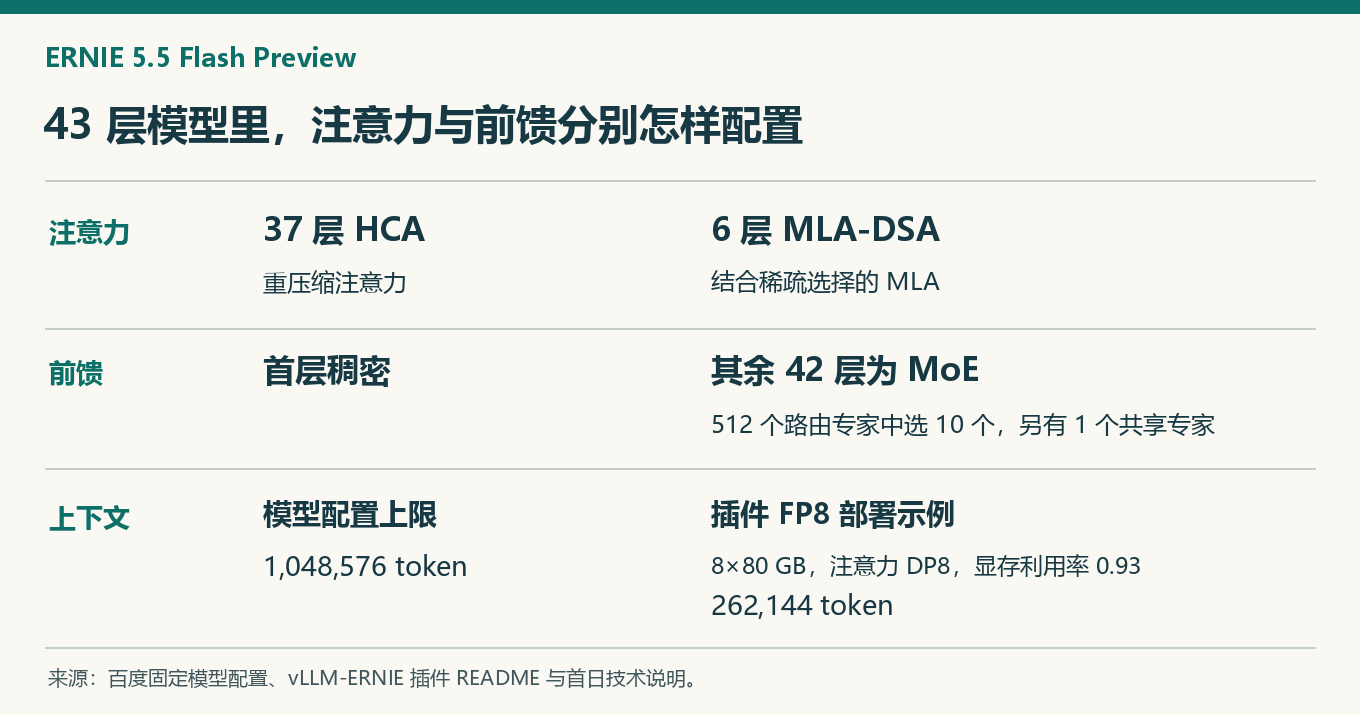 ERNIE 5.5 Flash Preview
43 层模型里，注意力与前馈分别怎样配置
注意力
37 层 HCA
6 层 MLA-DSA
重压缩注意力
结合稀疏选择的 MLA
前馈
首层稠密
其余 42 层为 MoE
512 个路由专家中选 10 个，另有 1 个共享专家
上下文
模型配置上限
插件 FP8 部署示例
1,048,576 token
8×80 GB，注意力 DP8，显存利用率 0.93
262,144 token
来源：百度固定模型配置、vLLM-ERNIE 插件 README 与首日技术说明。